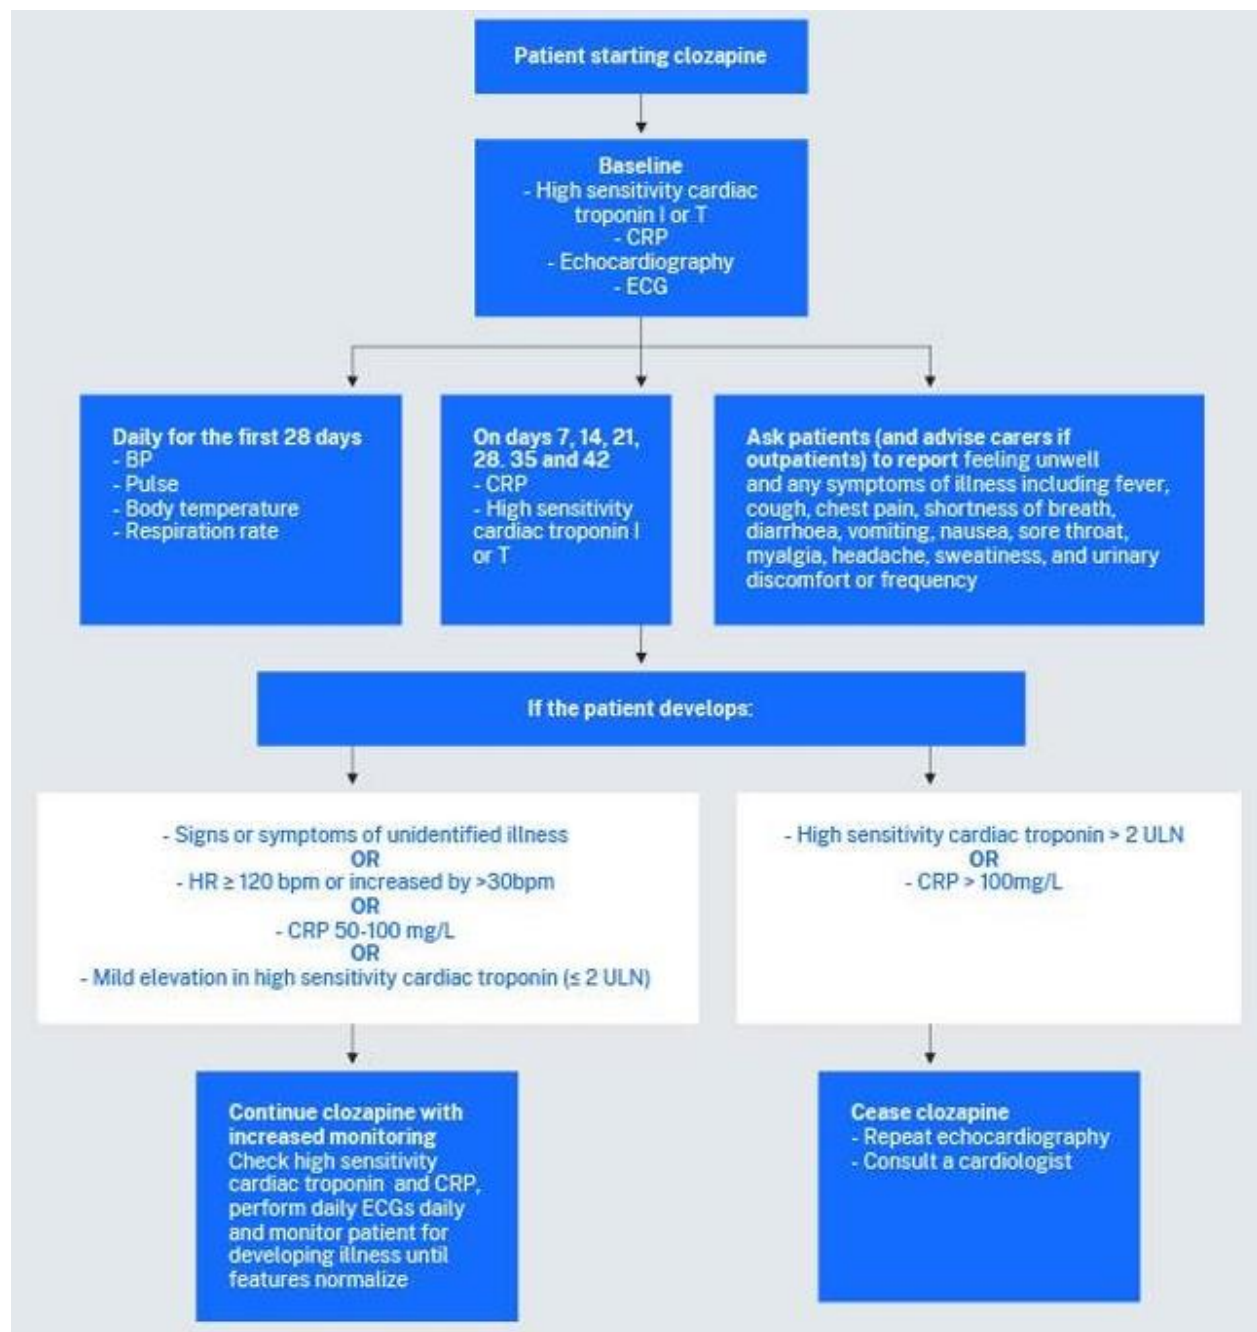 Patient starting clozapine
Baseline
- High sensitivity cardiac
troponin I or T
- CRP
- Echocardiography
- ECG
Daily for the first 28 days
- BP
- Pulse
- Body temperature
- Respiration rate
On days 7, 14, 21,
28. 35 and 42
- CRP
- High sensitivity
cardiac troponin I
or T
Ask patients (and advise carers if
outpatients) to report feeling unwell
and any symptoms of illness including fever,
cough, chest pain, shortness of breath,
diarrhoea, vomiting, nausea, sore throat,
myalgia, headache, sweatiness, and urinary
discomfort or frequency
If the patient develops:
- Signs or symptoms of unidentified illness
OR
- HR ≥ 120 bpm or increased by >30bpm
OR
- CRP 50-100 mg/L
OR
- Mild elevation in high sensitivity cardiac troponin (≤ 2 ULN)
- High sensitivity cardiac troponin > 2 ULN
OR
- CRP > 100mg/L
Continue clozapine with
increased monitoring
Check high sensitivity
cardiac troponin and CRP,
perform daily ECGs daily
and monitor patient for
developing illness until
features normalize
Cease clozapine
- Repeat echocardiography
- Consult a cardiologist